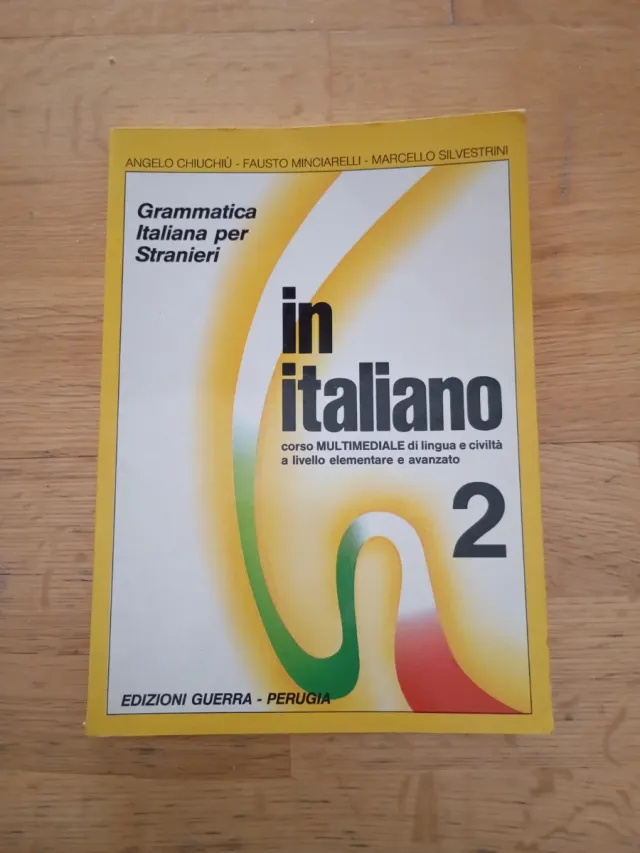 ANGELO CHIUCHIÙ - FAUSTO MINCIARELLI - MARCELLO SILVESTRINI
Grammatica
Italiana per
Stranieri
in
italiano
corso MULTIMEDIALE di lingua e civiltà
a livello elementare e avanzato
2
EDIZIONI GUERRA - PERUGIA